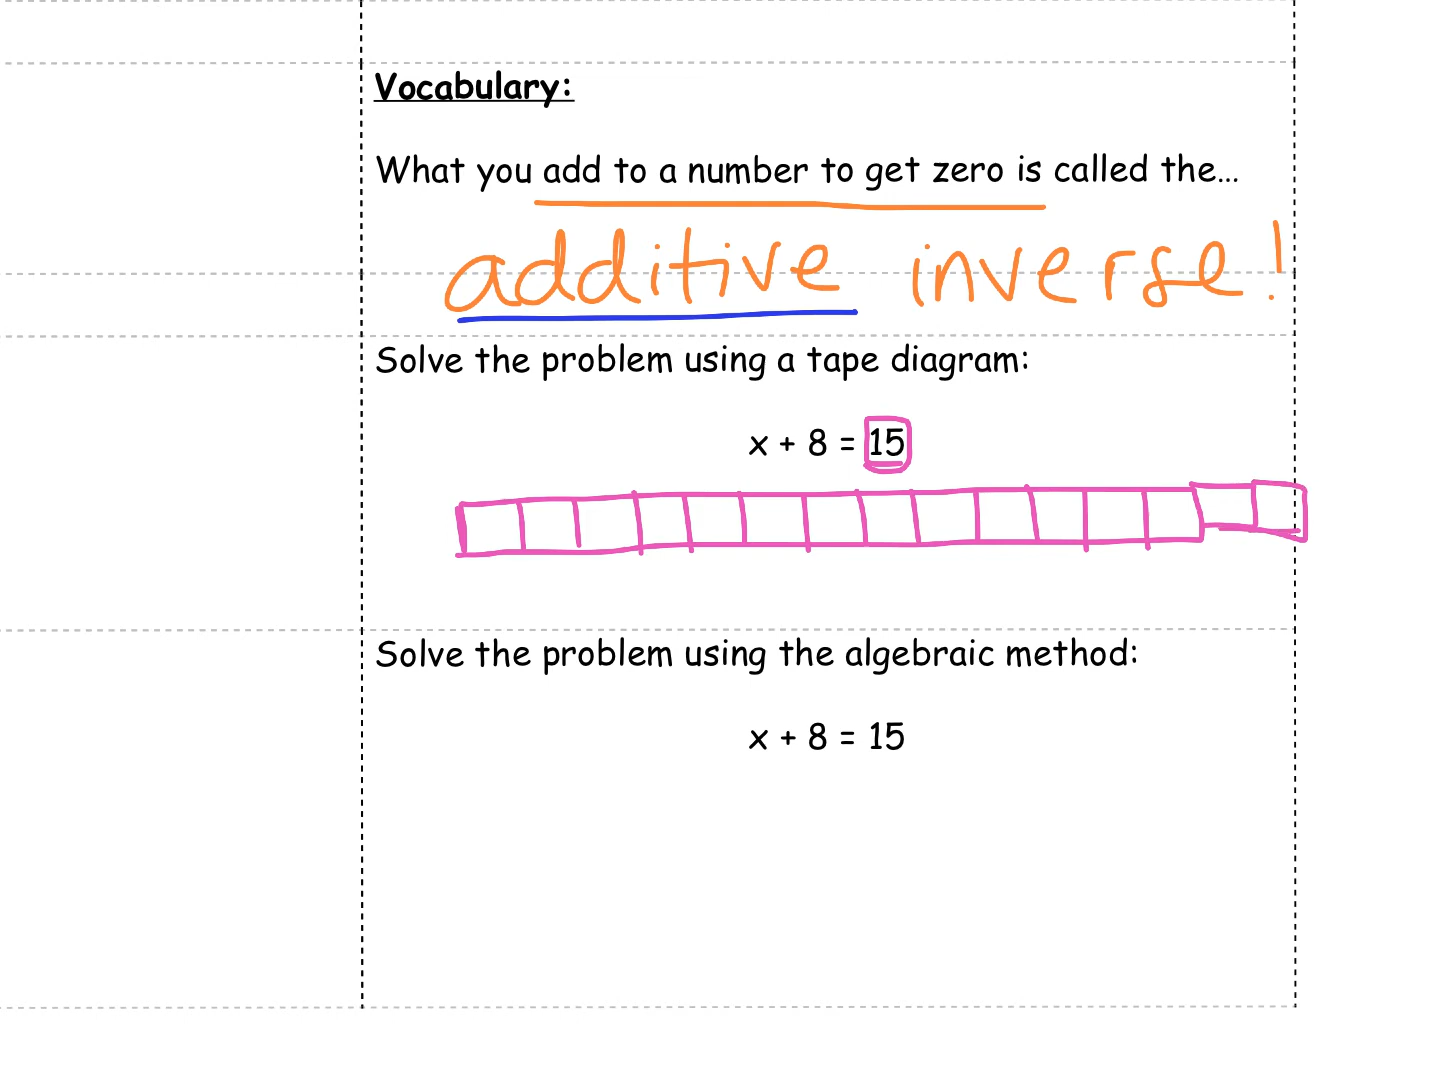 Vocabulary:
What you add to a number to get zero is called the...
additive inverse!
Solve the problem using a tape diagram:
x + 8 = 15
Solve the problem using the algebraic method:
x + 8 = 15